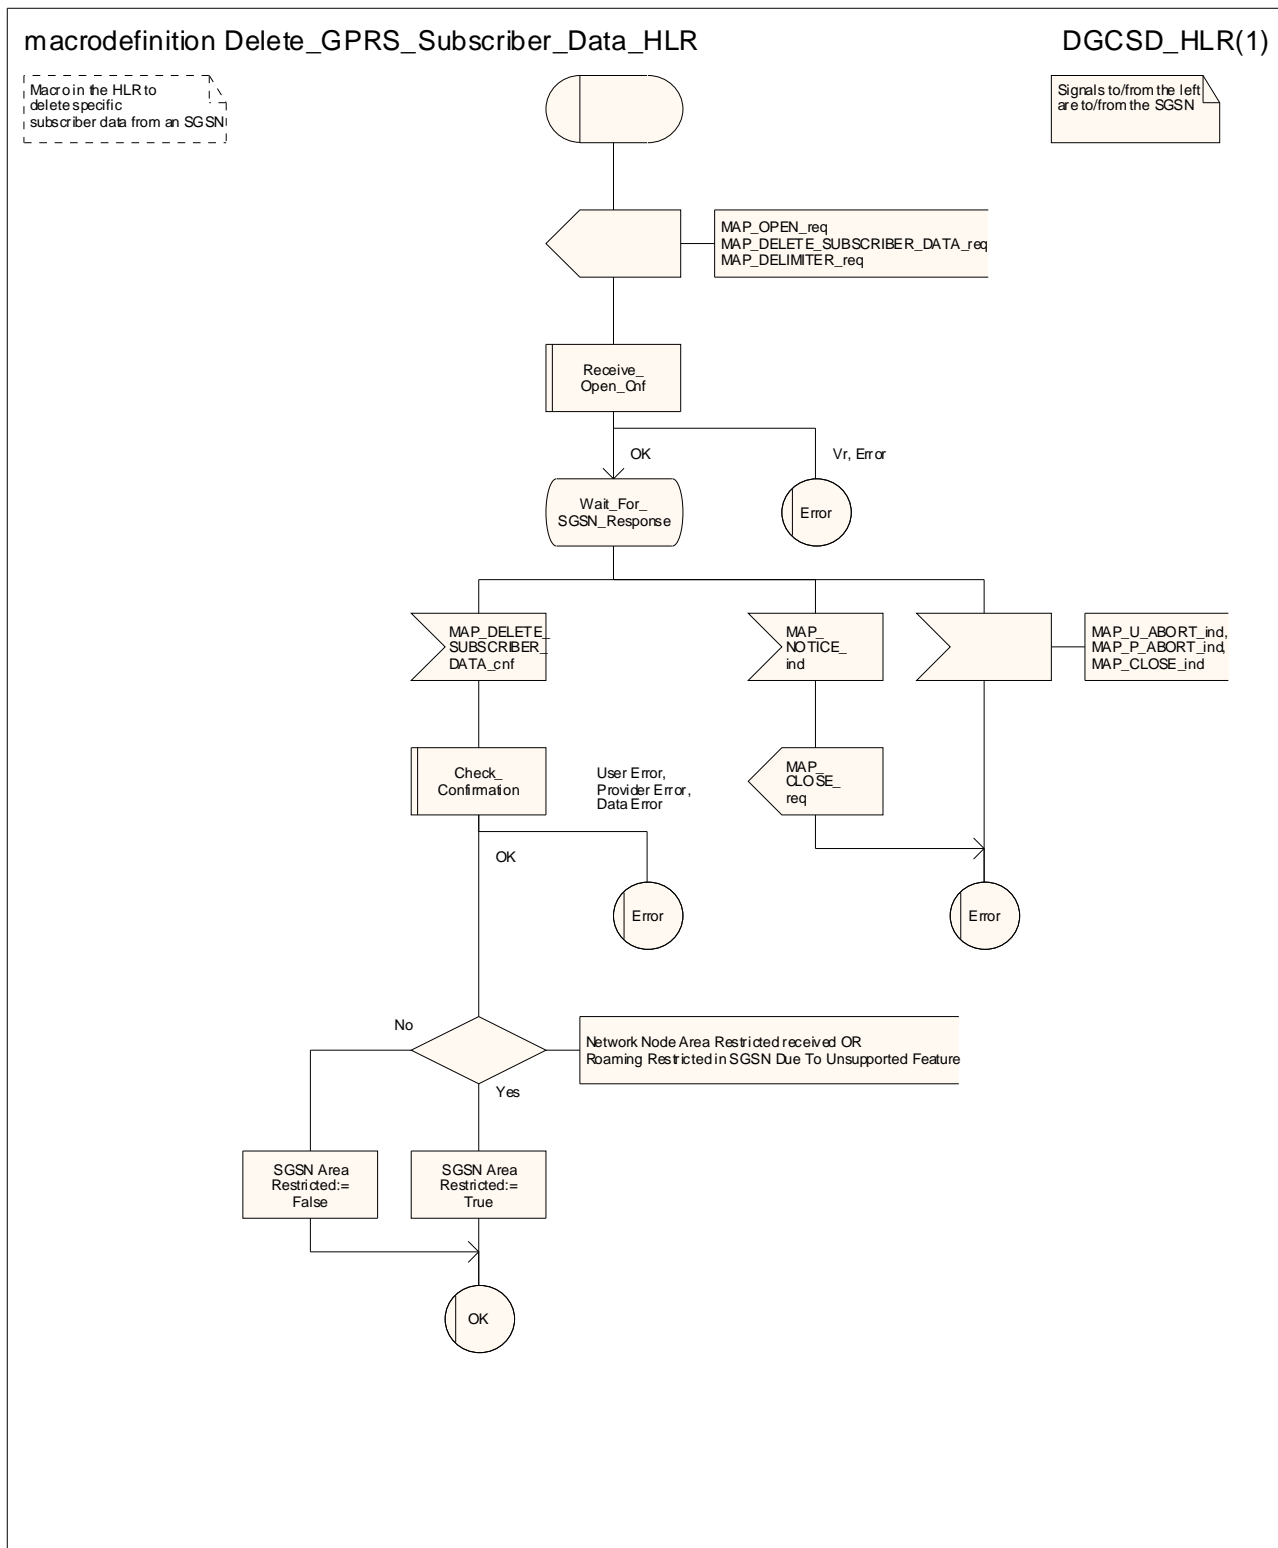 macrodefinition Delete_GPRS_Subscriber_Data_HLR
DGCSD_HLR(1)
Macro in the HLR to
delete specific
subscriber data from an SGSN
Signals to/from the left
are to/from the SGSN
MAP_OPEN_req
MAP_DELETE_SUBSCRIBER_DATA_req
MAP_DELIMITER_req
Receive_
Open_Cnf
OK
Vr, Error
Wait_For_
SGSN_Response
Error
MAP_DELETE_
SUBSCRIBER_
DATA_cnf
MAP_
NOTICE_
ind
MAP_U_ABORT_ind,
MAP_P_ABORT_ind,
MAP_CLOSE_ind
Check_
Confirmation
User Error,
Provider Error,
Data Error
MAP_
CLOSE_
req
OK
Error
Error
No
Network Node Area Restricted received OR
Roaming Restricted in SGSN Due To Unsupported Feature
Yes
SGSN Area
Restricted:=
False
SGSN Area
Restricted:=
True
OK